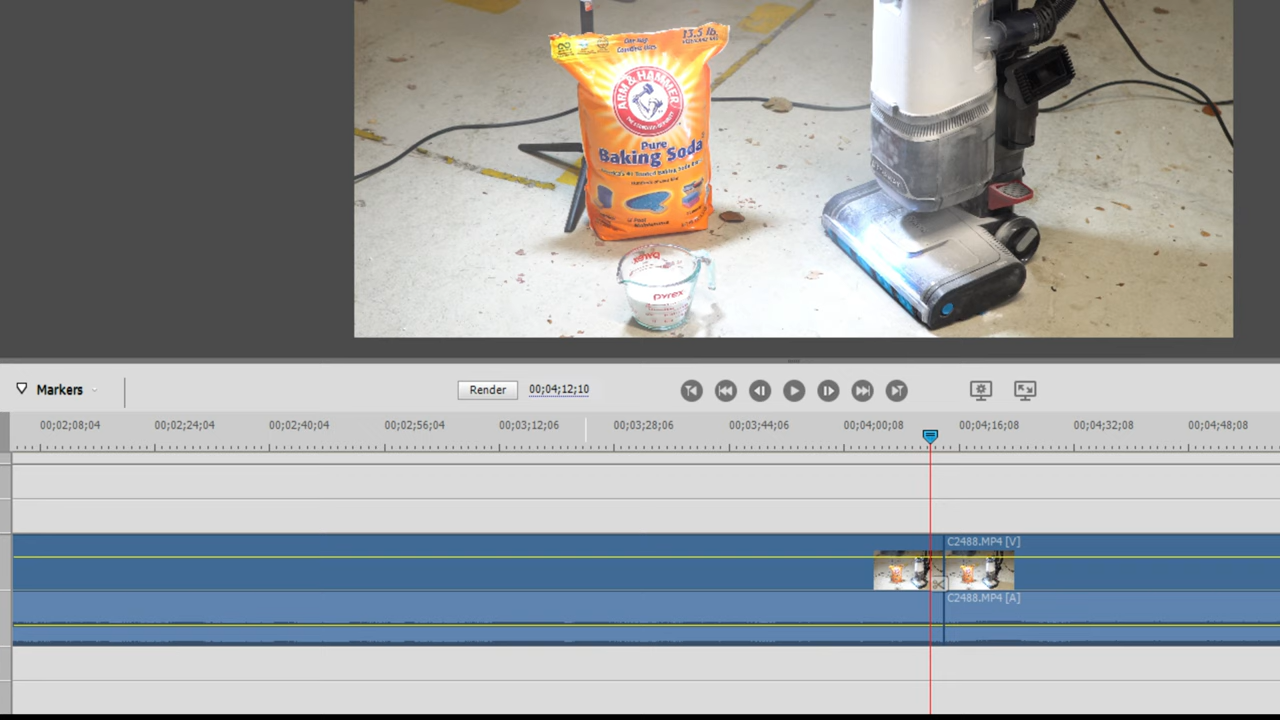 13.5 lb.
ARM & HAMMER
Pure
Baking Soda
PYREX
Markers
Render
00;04;12;10
00;02;08;04
00;02;24;04
00;02;40;04
00;02;56;04
00;03;12;06
00;03;28;06
00;03;44;06
00;04;00;08
00;04;16;08
00;04;32;08
00;04;48;08
C2488.MP4 [V]
C2488.MP4 [A]